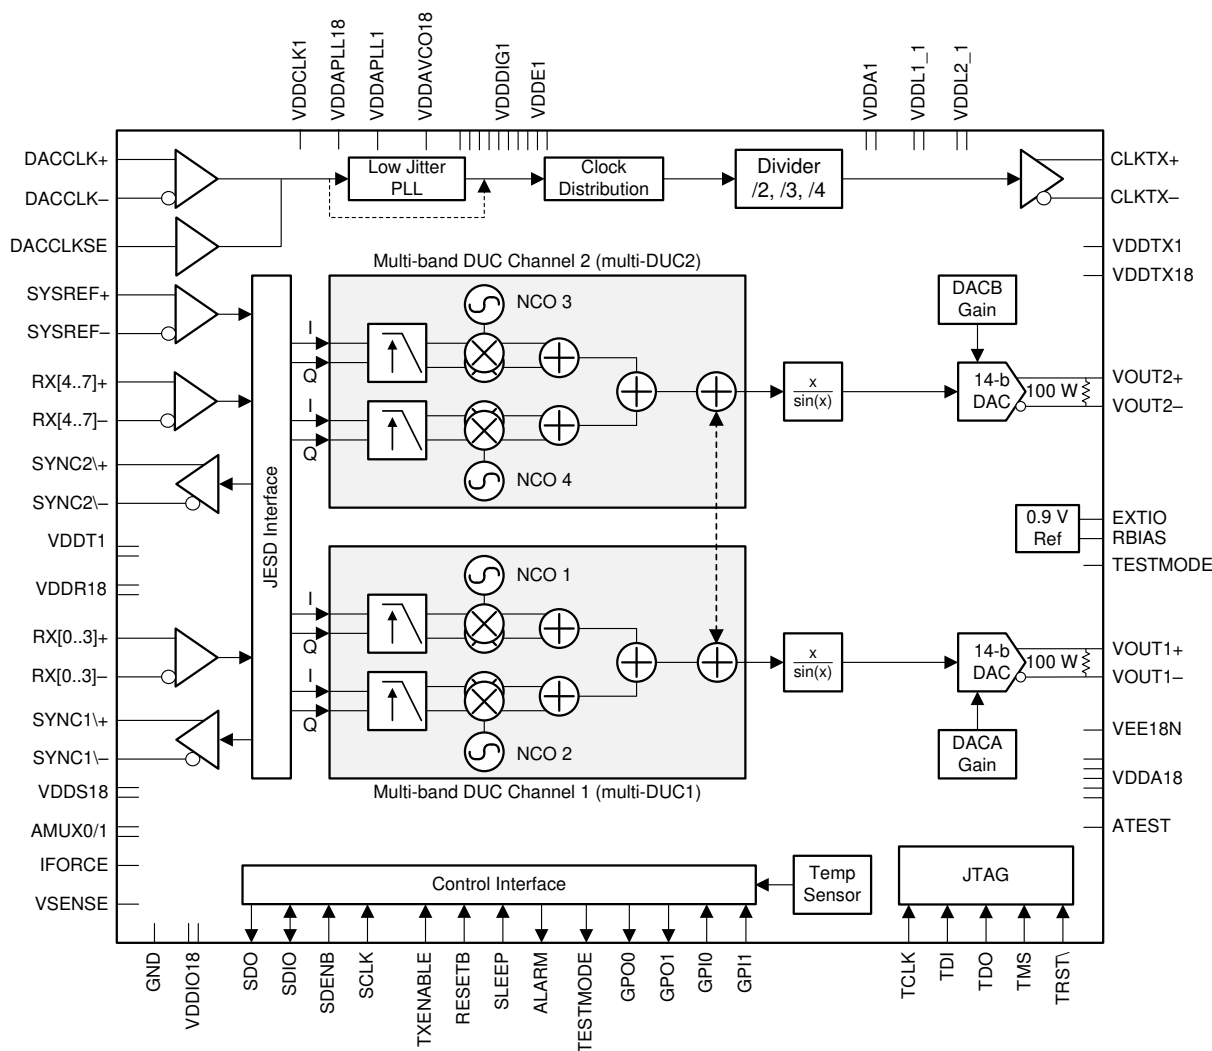 VDDCLK1
VDDAPLL18
VDDAPLL1
VDDAVCO18
VDDDIG1
VDDE1
VDDA1
VDDL1_1
VDDL2_1
DACCLK+
DACCLK–
DACCLKSE
SYSREF+
SYSREF–
RX[4..7]+
RX[4..7]–
SYNC2\+
SYNC2\–
VDDT1
VDDR18
RX[0..3]+
RX[0..3]–
SYNC1\+
SYNC1\–
VDDS18
AMUX0/1
IFORCE
VSENSE
Low Jitter
PLL
Clock
Distribution
Divider
/2, /3, /4
CLKTX+
CLKTX–
VDDTX1
VDDTX18
JESD Interface
Multi-band DUC Channel 2 (multi-DUC2)
I
Q
I
Q
NCO 3
NCO 4
x
sin(x)
DACB
Gain
14-b
DAC
100 W
VOUT2+
VOUT2–
0.9 V
Ref
EXTIO
RBIAS
TESTMODE
I
Q
I
Q
NCO 1
NCO 2
Multi-band DUC Channel 1 (multi-DUC1)
x
sin(x)
14-b
DAC
100 W
VOUT1+
VOUT1–
DACA
Gain
VEE18N
VDDA18
ATEST
Control Interface
Temp
Sensor
JTAG
GND
VDDIO18
SDO
SDIO
SDENB
SCLK
TXENABLE
RESETB
SLEEP
ALARM
TESTMODE
GPO0
GPO1
GPI0
GPI1
TCLK
TDI
TDO
TMS
TRST\